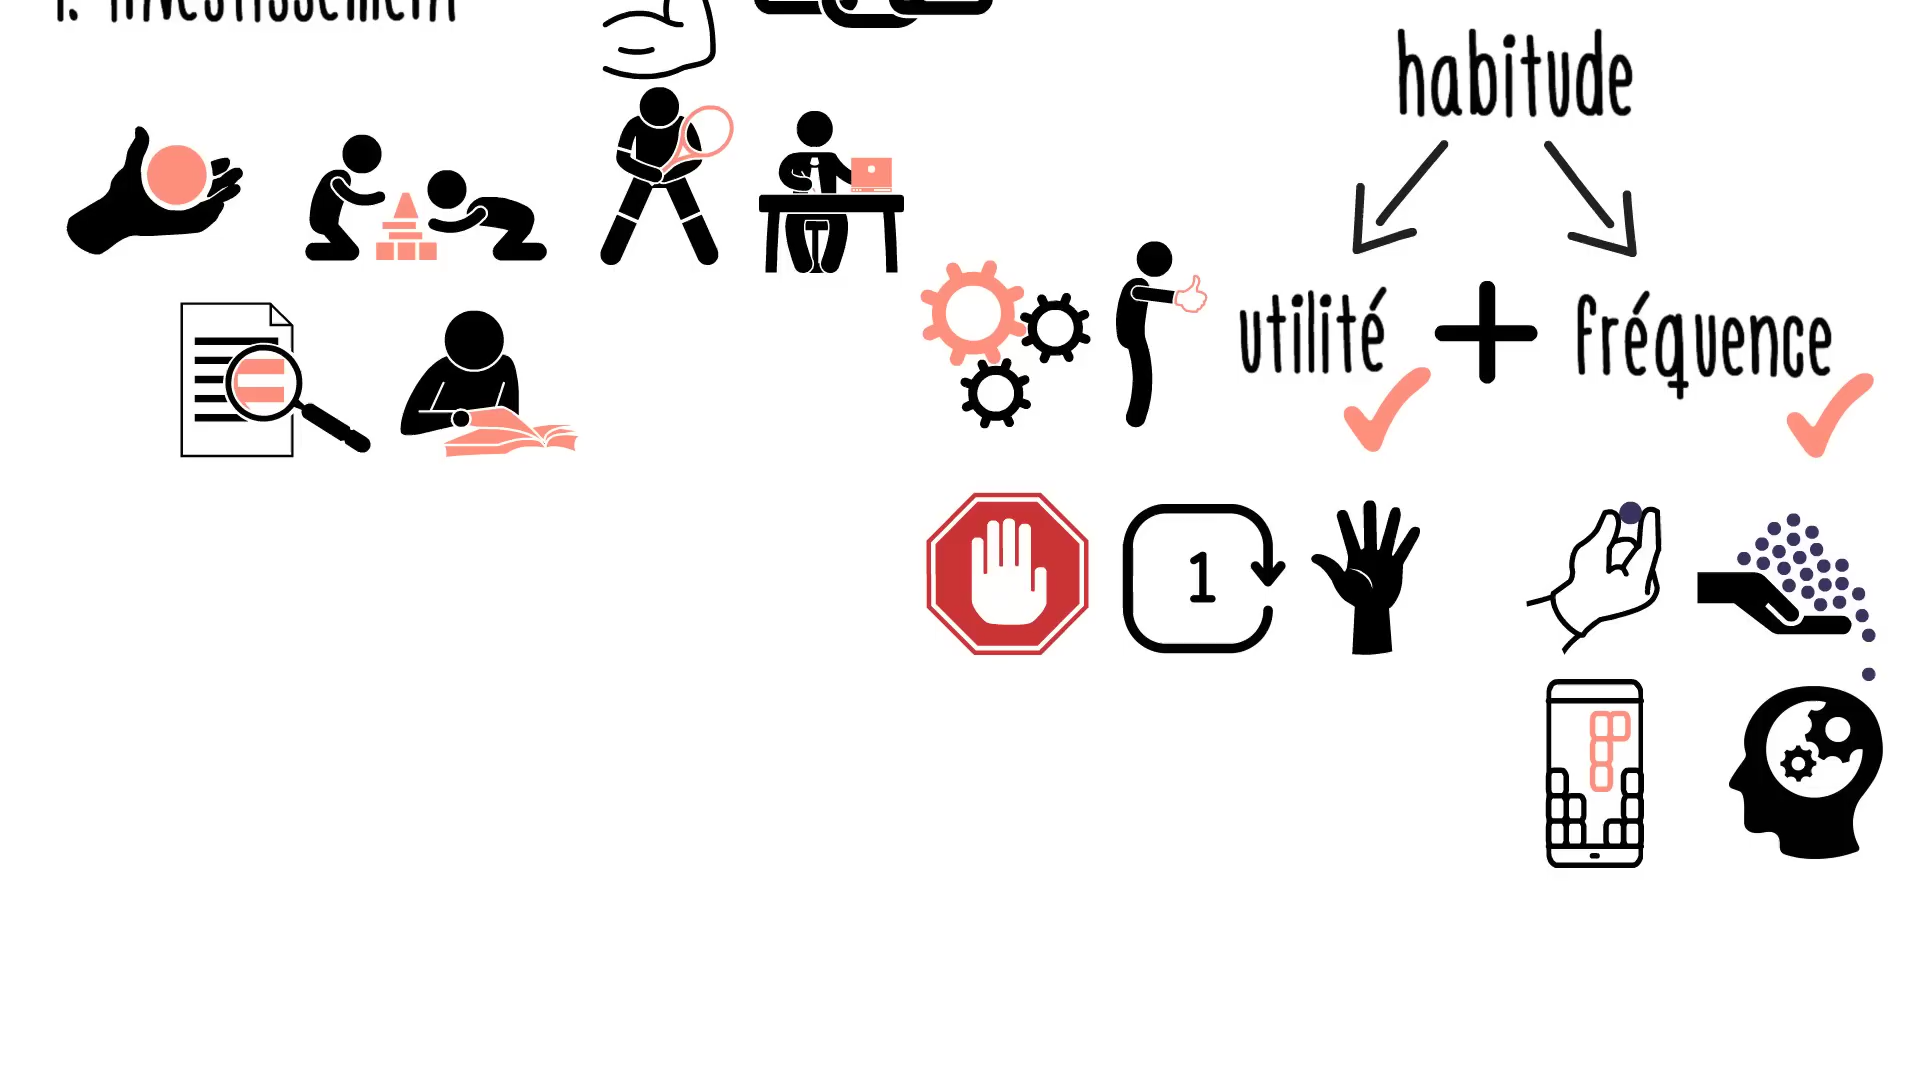 habitude
utilité + fréquence
1